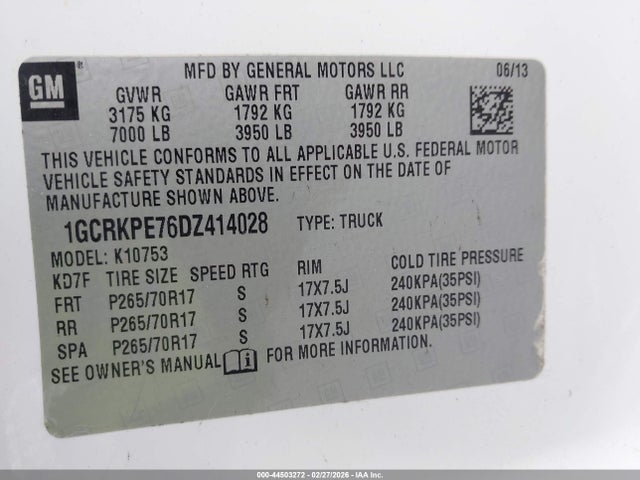 GM
MFD BY GENERAL MOTORS LLC 06/13
GVWR GAWR FRT GAWR RR
3175 KG 1792 KG 1792 KG
7000 LB 3950 LB 3950 LB
THIS VEHICLE CONFORMS TO ALL APPLICABLE U.S. FEDERAL MOTOR
VEHICLE SAFETY STANDARDS IN EFFECT ON THE DATE OF
MANUFACTURE SHOWN ABOVE.
1GCRKPE76DZ414028 TYPE: TRUCK
MODEL: K10753
KD7F TIRE SIZE SPEED RTG RIM COLD TIRE PRESSURE
FRT P265/70R17 S 17X7.5J 240KPA(35PSI)
RR P265/70R17 S 17X7.5J 240KPA(35PSI)
SPA P265/70R17 S 17X7.5J 240KPA(35PSI)
SEE OWNER'S MANUAL FOR MORE INFORMATION.
000-44503272 - 02/27/2026 - IAAI.COM